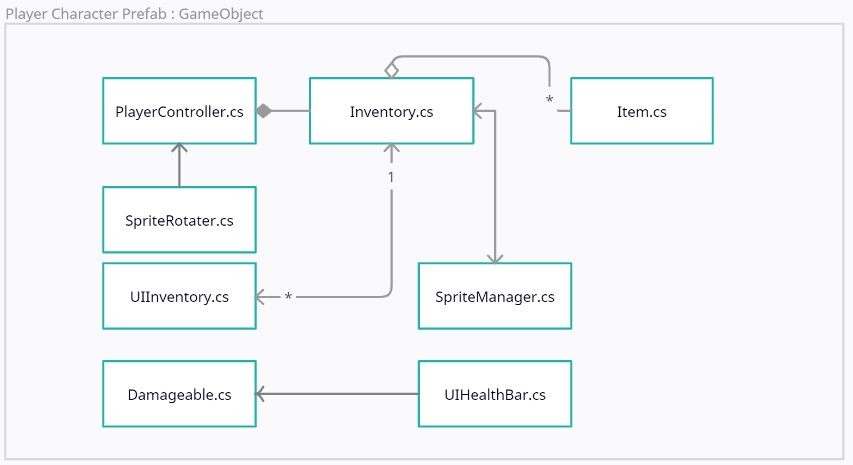 Player Character Prefab : GameObject
PlayerController.cs
Inventory.cs
*
Item.cs
1
SpriteRotater.cs
UIInventory.cs
*
SpriteManager.cs
Damageable.cs
UIHealthBar.cs